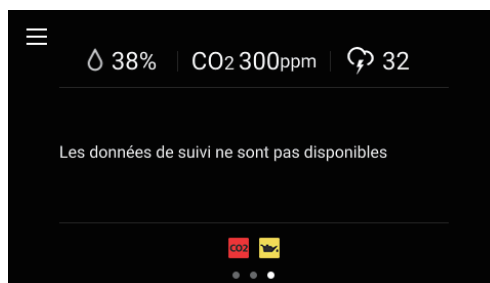 38% CO2 300ppm 32
Les données de suivi ne sont pas disponibles
CO2